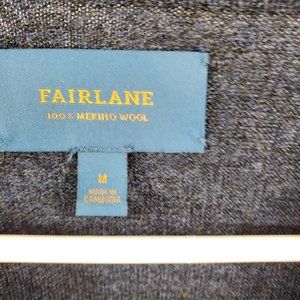 FAIRLANE
100% MERINO WOOL
M
MADE IN
CAMBODIA